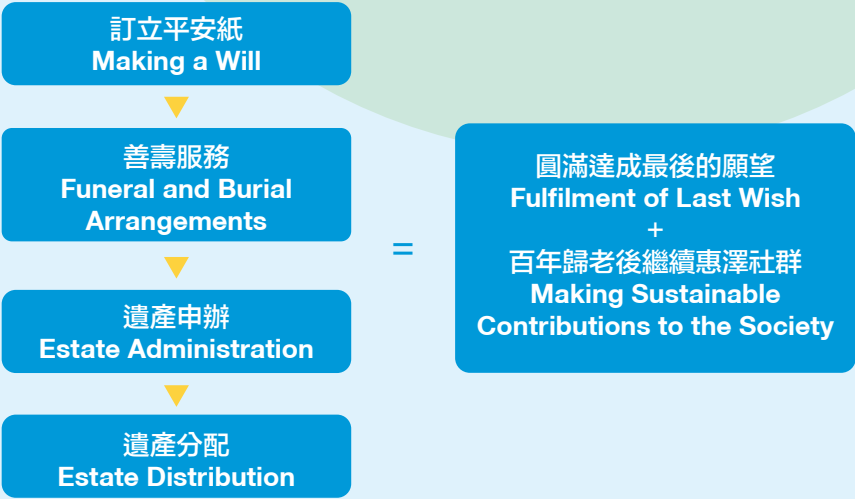 訂立平安紙
Making a Will
善壽服務
Funeral and Burial
Arrangements
遺產申辦
Estate Administration
遺產分配
Estate Distribution
=
圓滿達成最後的願望
Fulfilment of Last Wish
+
百年歸老後繼續惠澤社群
Making Sustainable
Contributions to the Society